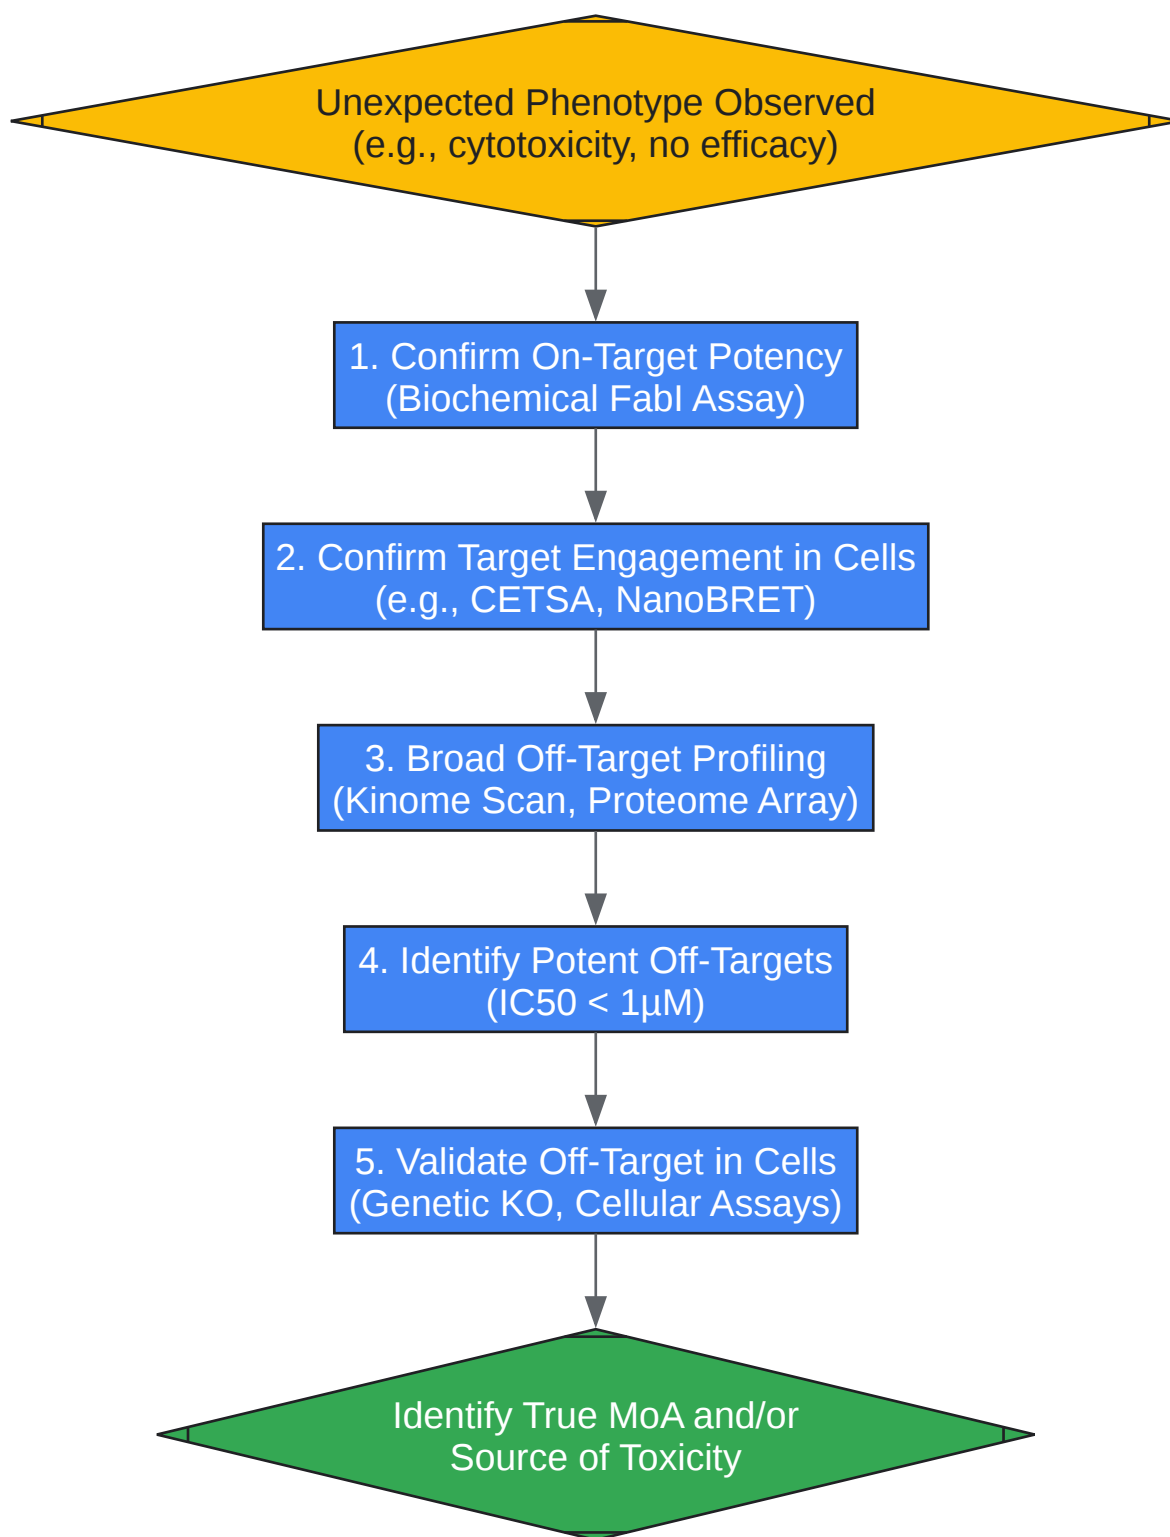 Unexpected Phenotype Observed
(e.g., cytotoxicity, no efficacy)
1. Confirm On-Target Potency
(Biochemical FabI Assay)
2. Confirm Target Engagement in Cells
(e.g., CETSA, NanoBRET)
3. Broad Off-Target Profiling
(Kinome Scan, Proteome Array)
4. Identify Potent Off-Targets
(IC50 < 1µM)
5. Validate Off-Target in Cells
(Genetic KO, Cellular Assays)
Identify True MoA and/or
Source of Toxicity